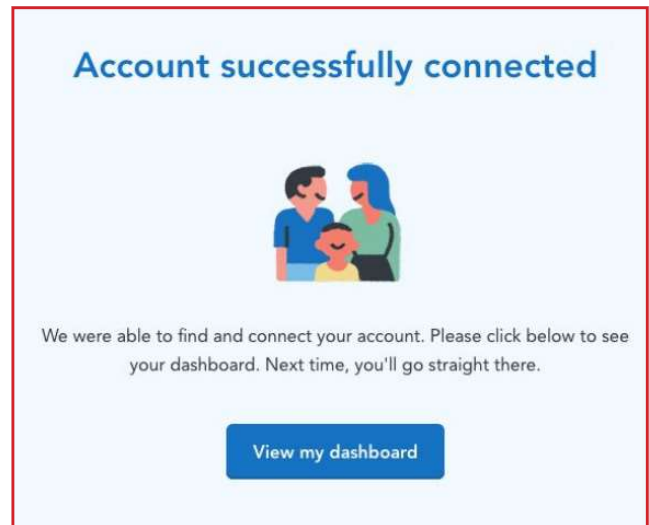 Account successfully connected
We were able to find and connect your account. Please click below to see
your dashboard. Next time, you'll go straight there.
View my dashboard